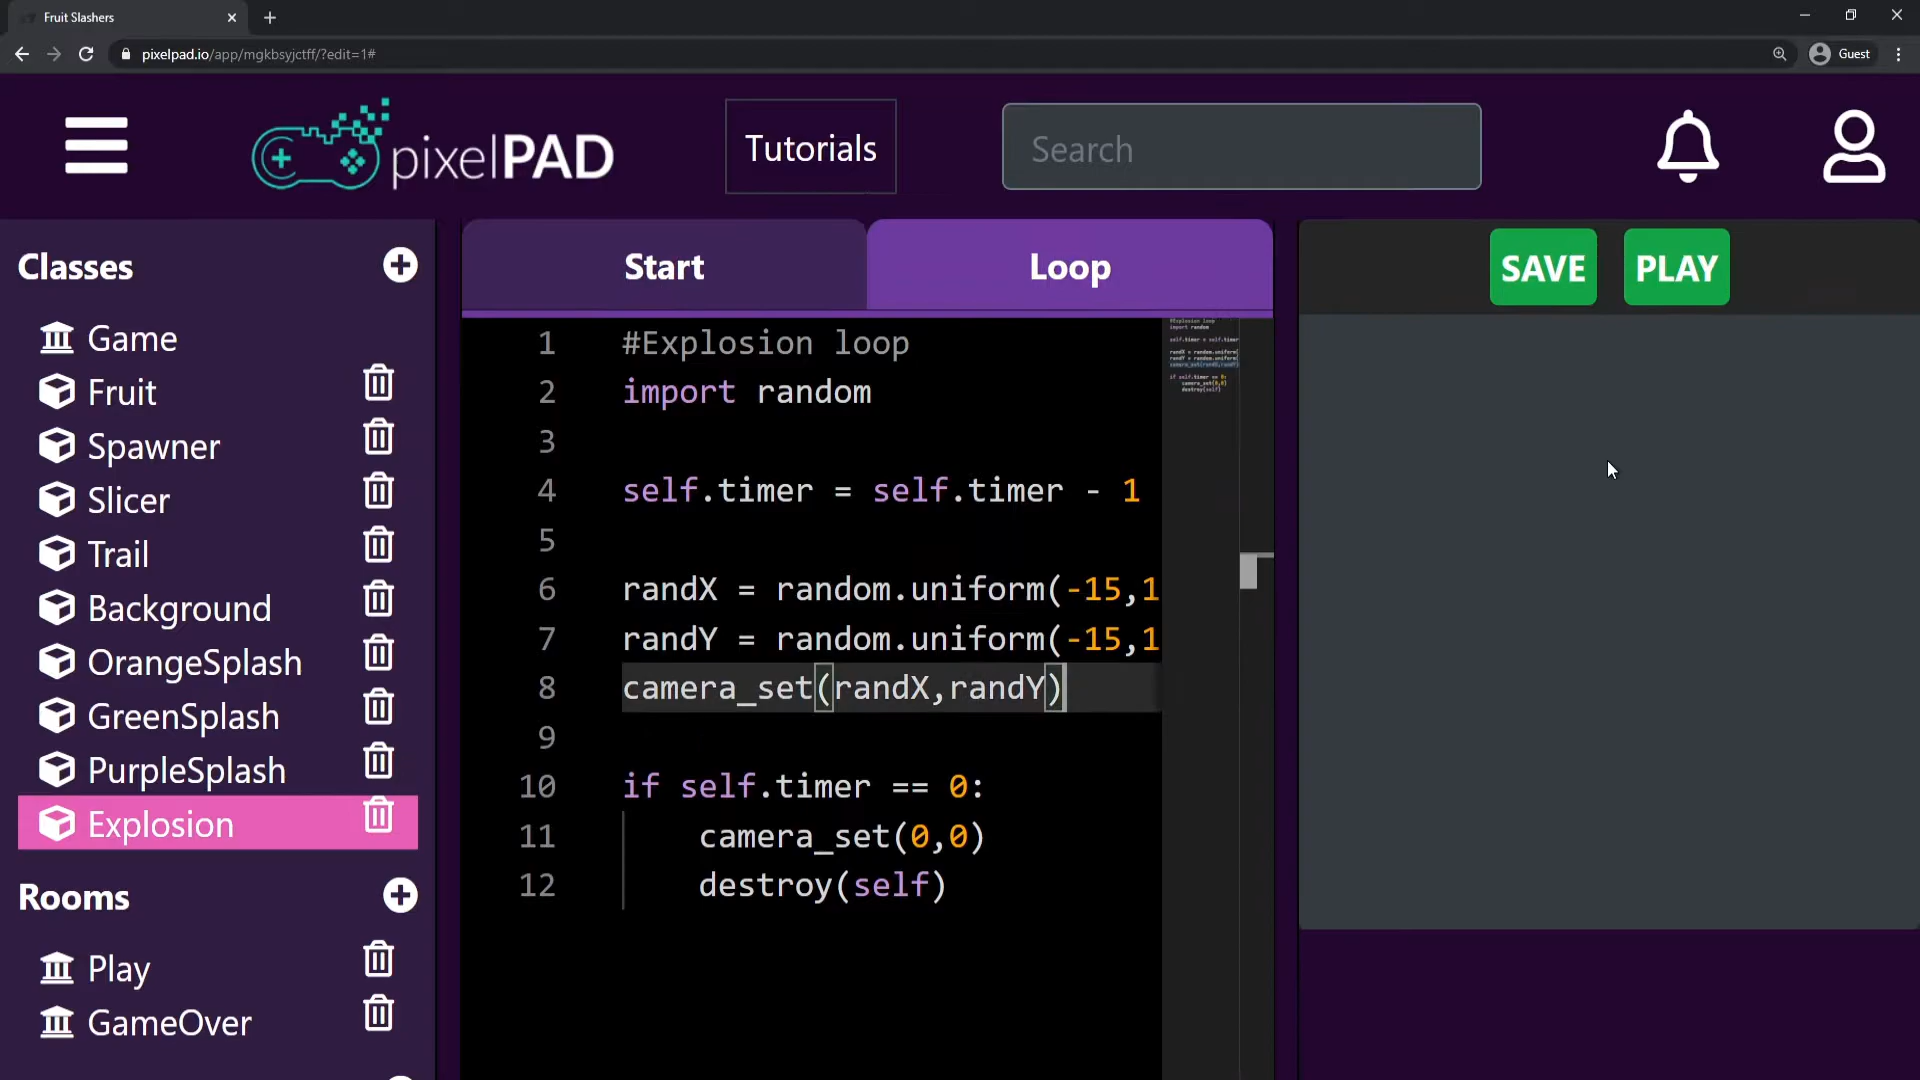 Fruit Slashers
pixelpad.io/app/mgkbsyjctff/?edit=1#
Guest
pixelPAD
Tutorials
Search
Classes
Game
Fruit
Spawner
Slicer
Trail
Background
OrangeSplash
GreenSplash
PurpleSplash
Explosion
Rooms
Play
GameOver
Start
Loop
1 #Explosion loop
2 import random
3
4 self.timer = self.timer - 1
5
6 randX = random.uniform(-15,1
7 randY = random.uniform(-15,1
8 camera_set(randX,randY)
9
10 if self.timer == 0:
11 camera_set(0,0)
12 destroy(self)
SAVE
PLAY